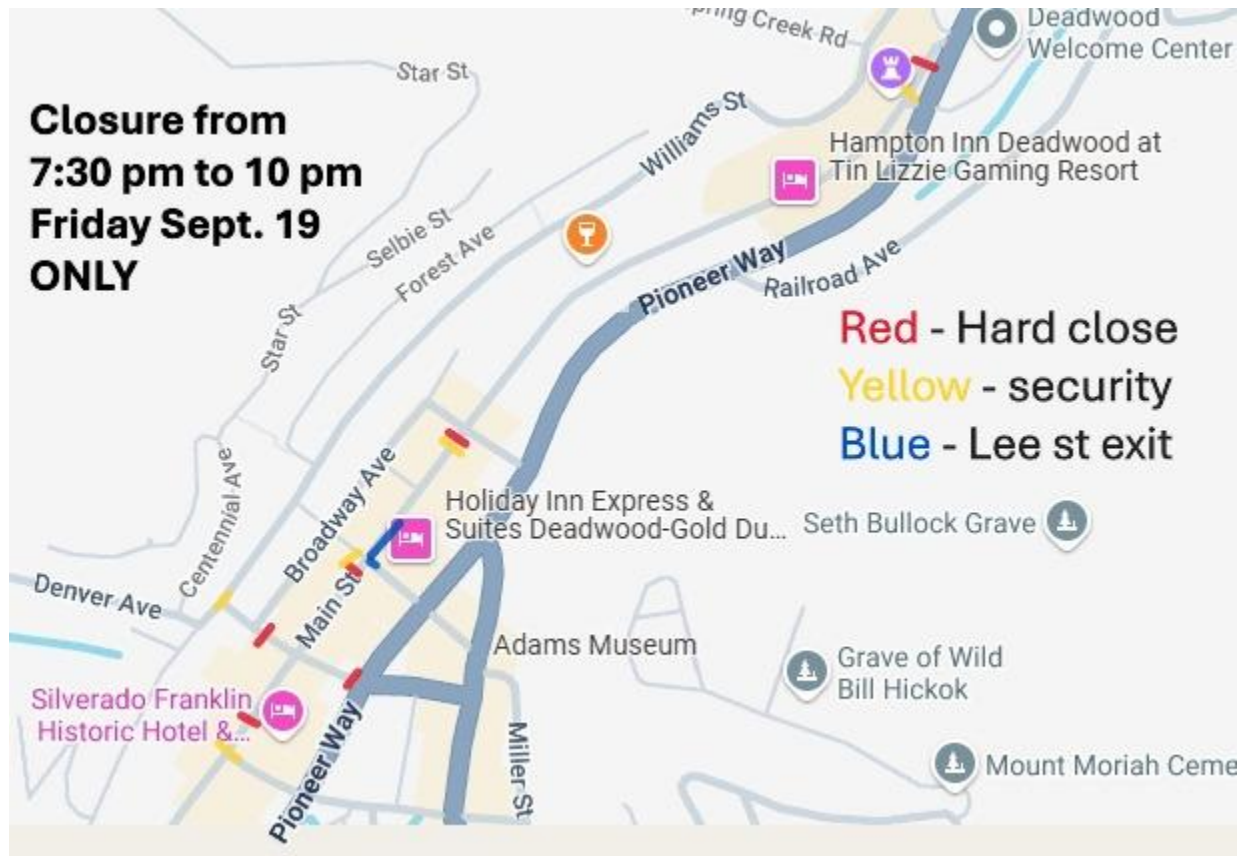 pring Creek Rd
Deadwood
Welcome Center
Star St
Closure from
7:30 pm to 10 pm
Friday Sept. 19
ONLY
Williams St
Hampton Inn Deadwood at
Tin Lizzie Gaming Resort
Selbie St
Forest Ave
Pioneer Way
Railroad Ave
Star St
Red - Hard close
Yellow - security
Blue - Lee st exit
Centennial Ave
Broadway Ave
Holiday Inn Express &
Suites Deadwood-Gold Du...
Seth Bullock Grave
Denver Ave
Main St
Adams Museum
Grave of Wild
Bill Hickok
Silverado Franklin
Historic Hotel &...
Pioneer Way
Miller St
Mount Moriah Ceme